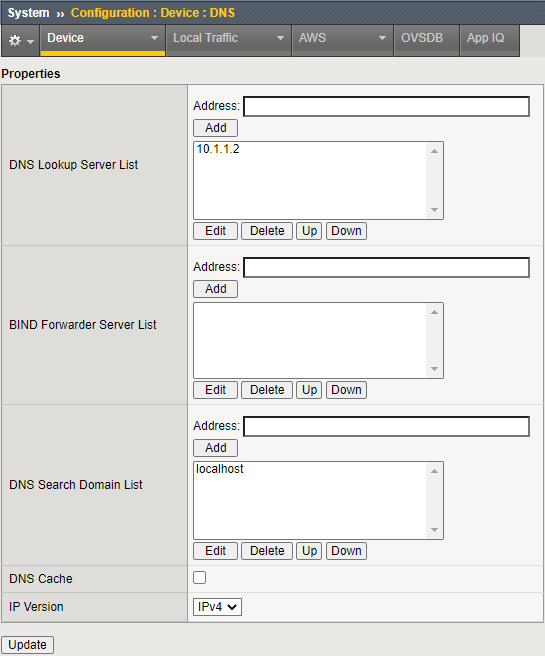 System ›› Configuration : Device : DNS
Device Local Traffic AWS OVSDB App IQ
Properties
DNS Lookup Server List
Address:
Add
10.1.1.2
Edit Delete Up Down
BIND Forwarder Server List
Address:
Add
Edit Delete Up Down
DNS Search Domain List
Address:
Add
localhost
Edit Delete Up Down
DNS Cache
IP Version IPv4
Update